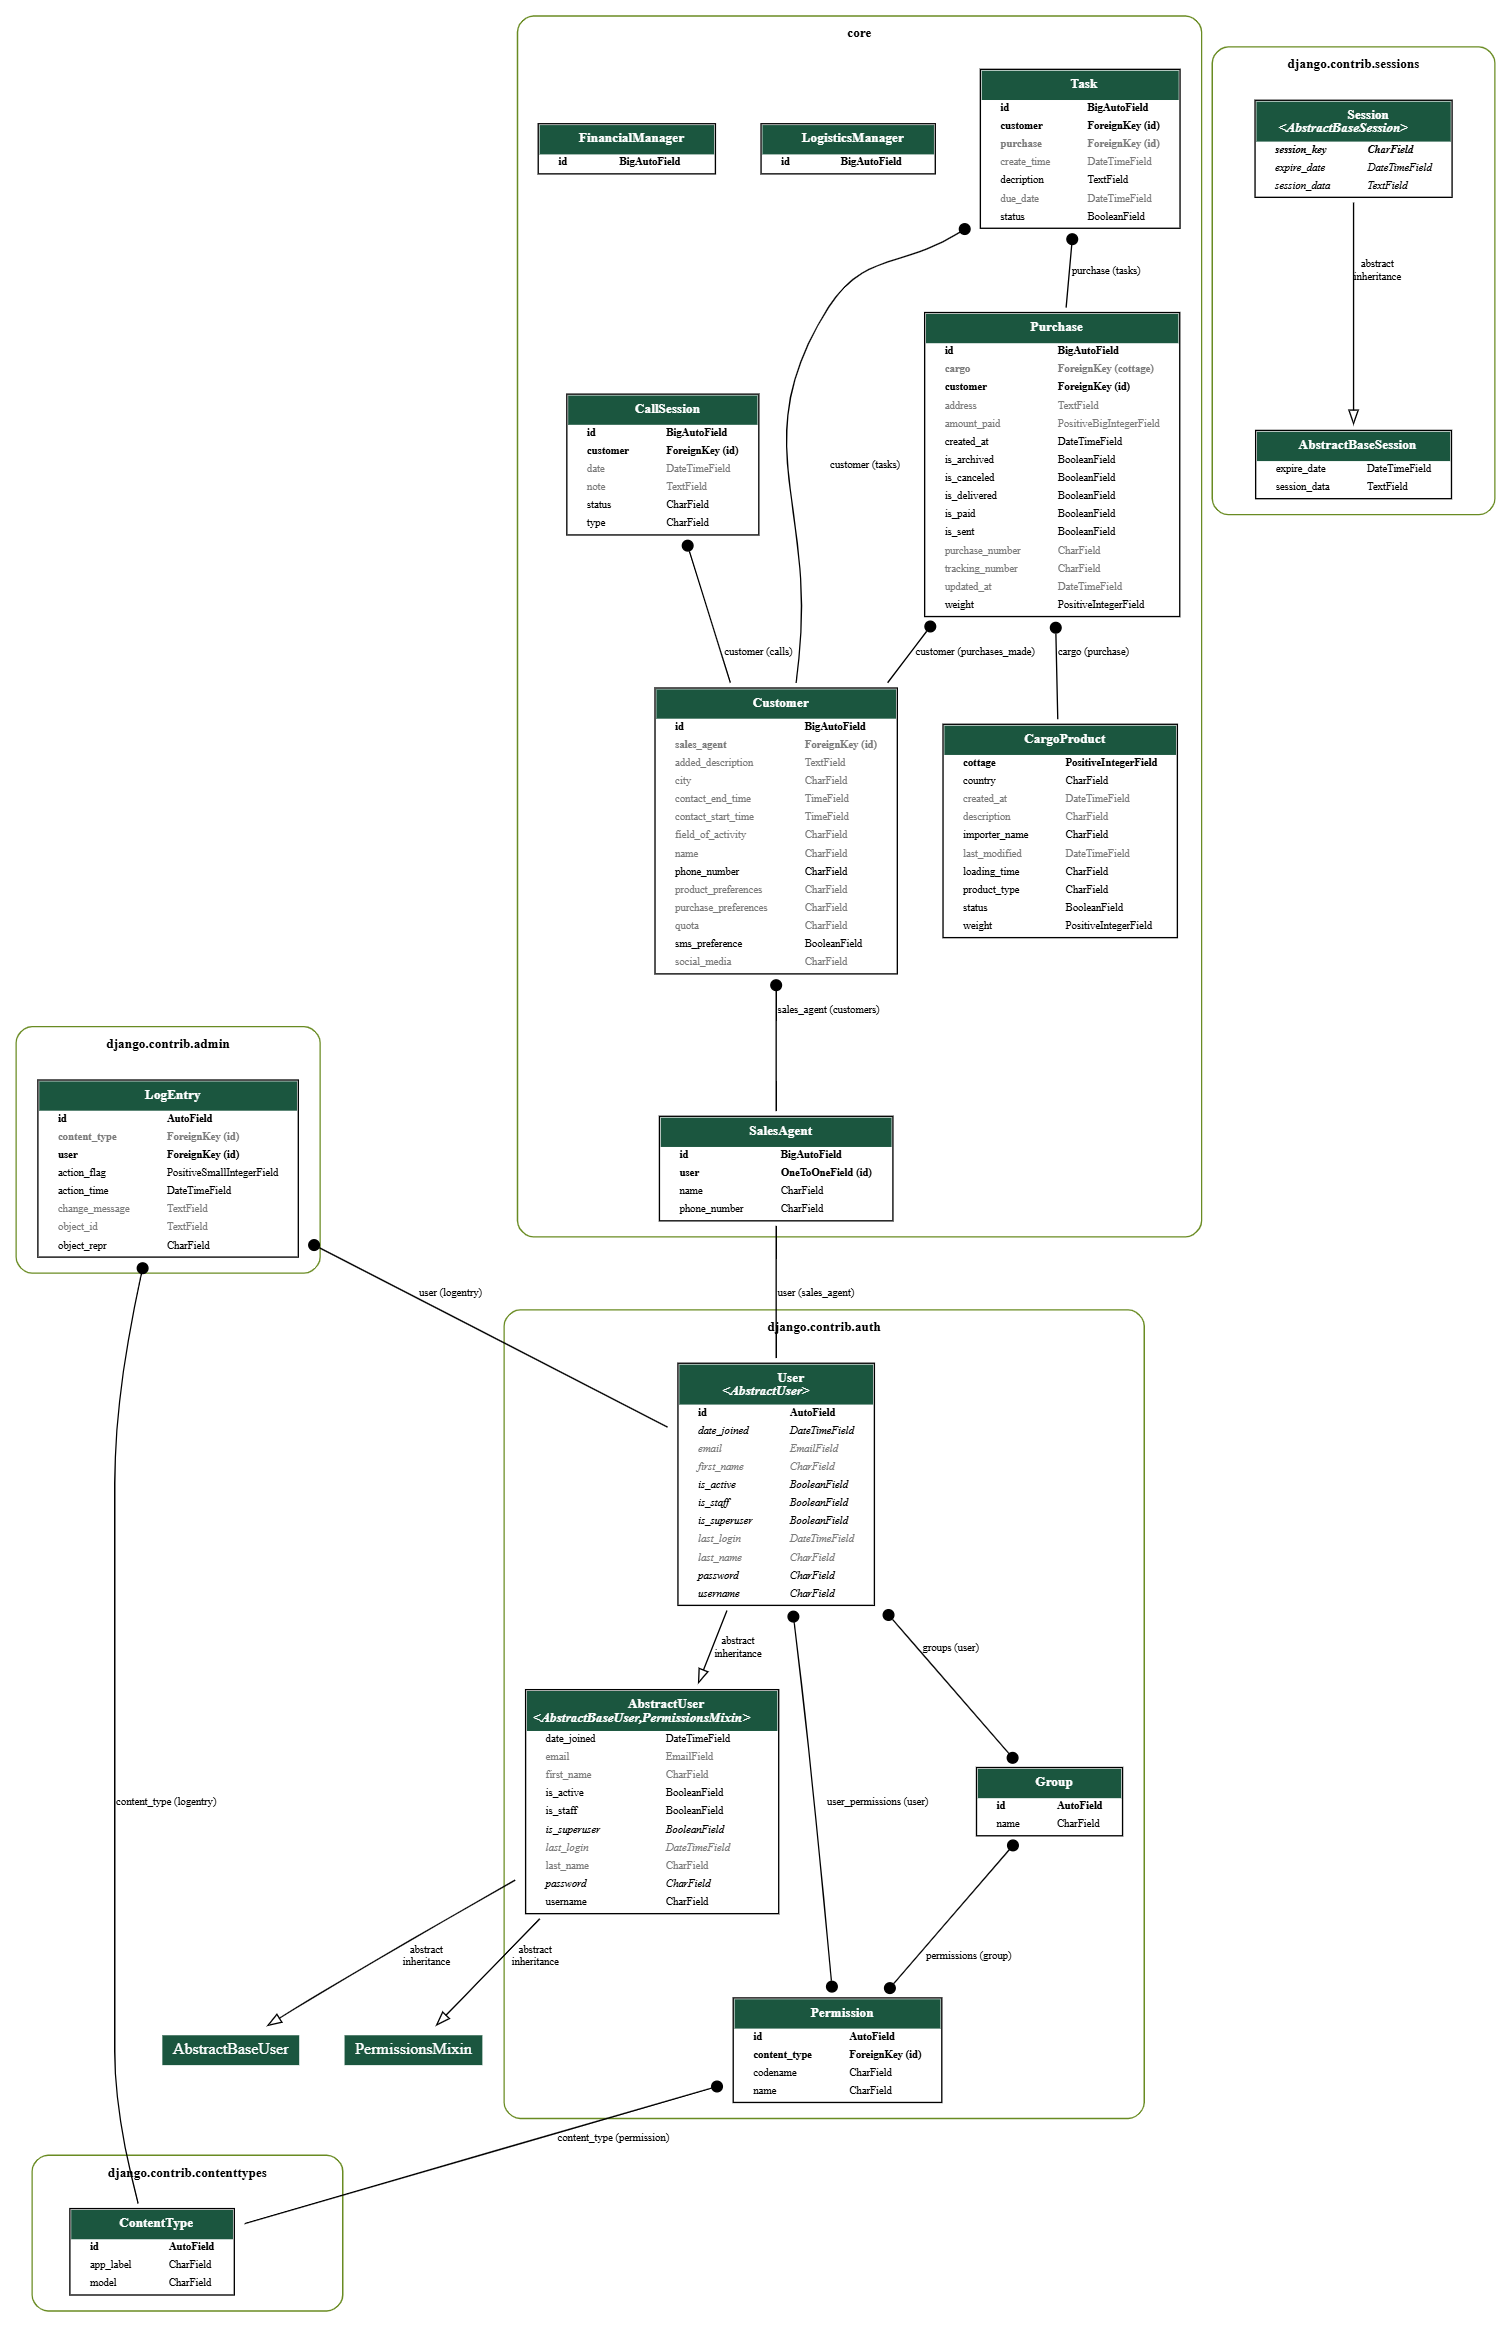 core
Task
id BigAutoField
customer ForeignKey (id)
purchase ForeignKey (id)
create_time DateTimeField
decription TextField
due_date DateTimeField
status BooleanField
FinancialManager
id BigAutoField
LogisticsManager
id BigAutoField
purchase (tasks)
Purchase
id BigAutoField
cargo ForeignKey (cottage)
customer ForeignKey (id)
address TextField
amount_paid PositiveBigIntegerField
created_at DateTimeField
is_archived BooleanField
is_canceled BooleanField
is_delivered BooleanField
is_paid BooleanField
is_sent BooleanField
purchase_number CharField
tracking_number CharField
updated_at DateTimeField
weight PositiveIntegerField
CallSession
id BigAutoField
customer ForeignKey (id)
date DateTimeField
note TextField
status CharField
type CharField
customer (tasks)
customer (calls)
customer (purchases_made)
cargo (purchase)
Customer
id BigAutoField
sales_agent ForeignKey (id)
added_description TextField
city CharField
contact_end_time TimeField
contact_start_time TimeField
field_of_activity CharField
name CharField
phone_number CharField
product_preferences CharField
purchase_preferences CharField
quota CharField
sms_preference BooleanField
social_media CharField
CargoProduct
cottage PositiveIntegerField
country CharField
created_at DateTimeField
description CharField
importer_name CharField
last_modified DateTimeField
loading_time CharField
product_type CharField
status BooleanField
weight PositiveIntegerField
sales_agent (customers)
SalesAgent
id BigAutoField
user OneToOneField (id)
name CharField
phone_number CharField
django.contrib.sessions
Session
<AbstractBaseSession>
session_key CharField
expire_date DateTimeField
session_data TextField
abstract
inheritance
AbstractBaseSession
expire_date DateTimeField
session_data TextField
django.contrib.admin
LogEntry
id AutoField
content_type ForeignKey (id)
user ForeignKey (id)
action_flag PositiveSmallIntegerField
action_time DateTimeField
change_message TextField
object_id TextField
object_repr CharField
user (logentry)
user (sales_agent)
django.contrib.auth
User
<AbstractUser>
id AutoField
date_joined DateTimeField
email EmailField
first_name CharField
is_active BooleanField
is_staff BooleanField
is_superuser BooleanField
last_login DateTimeField
last_name CharField
password CharField
username CharField
abstract
inheritance
groups (user)
AbstractUser
<AbstractBaseUser,PermissionsMixin>
date_joined DateTimeField
email EmailField
first_name CharField
is_active BooleanField
is_staff BooleanField
is_superuser BooleanField
last_login DateTimeField
last_name CharField
password CharField
username CharField
user_permissions (user)
Group
id AutoField
name CharField
content_type (logentry)
abstract
inheritance
abstract
inheritance
permissions (group)
AbstractBaseUser
PermissionsMixin
Permission
id AutoField
content_type ForeignKey (id)
codename CharField
name CharField
content_type (permission)
django.contrib.contenttypes
ContentType
id AutoField
app_label CharField
model CharField